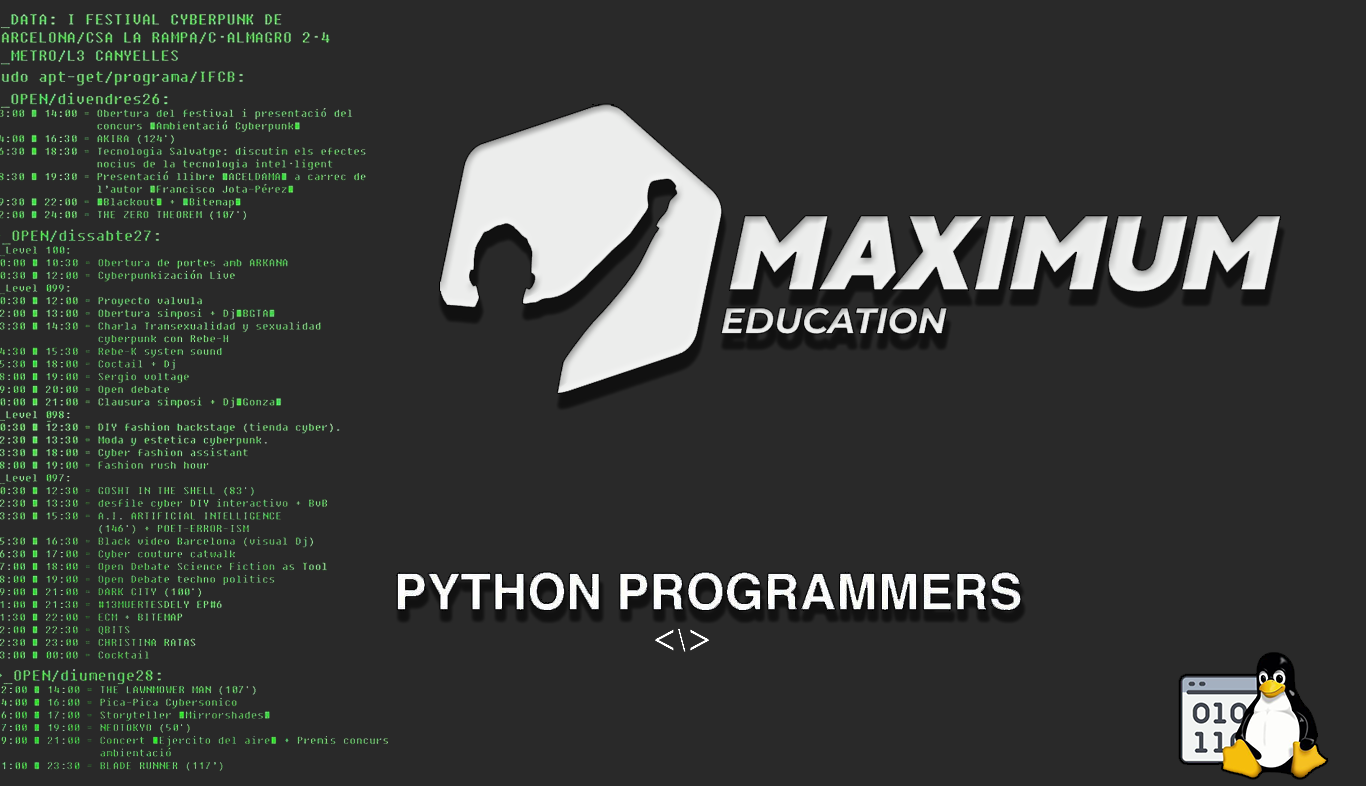 _DATA: I FESTIVAL CYBERPUNK DE
ARCELONA/CSA LA RAMPA/C·ALMAGRO 2-4
_METRO/L3 CANYELLES
udo apt-get/programa/IFCB:
_OPEN/divendres26:
3:00 ■ 14:00 = Obertura del festival i presentació del
concurs ■Ambientació Cyberpunk■
4:00 ■ 16:30 = AKIRA (124')
6:30 ■ 18:30 = Tecnologia Salvatge: discutim els efectes
nocius de la tecnologia intel·ligent
8:30 ■ 19:30 = Presentació llibre ■ACELDAMA■ a carrec de
l'autor ■Francisco Jota-Pérez■
9:30 ■ 22:00 = ■Blackout■ + ■Bitemap■
2:00 ■ 24:00 = THE ZERO THEOREM (107')
_OPEN/dissabte27:
_Level 100:
0:00 ■ 10:30 = Obertura de portes amb ARKANA
0:30 ■ 12:00 = Cyberpunkización Live
_Level 099:
0:30 ■ 12:00 = Proyecto valvula
2:00 ■ 13:00 = Obertura simposi + Dj■BGTA■
3:30 ■ 14:30 = Charla Transexualidad y sexualidad
cyberpunk con Rebe-H
4:30 ■ 15:30 = Rebe-K system sound
5:30 ■ 18:00 = Coctail + Dj
8:00 ■ 19:00 = Sergio voltage
9:00 ■ 20:00 = Open debate
0:00 ■ 21:00 = Clausura simposi + Dj■Gonza■
_Level 098:
0:30 ■ 12:30 = DIY fashion backstage (tienda cyber).
2:30 ■ 13:30 = Moda y estetica cyberpunk.
3:30 ■ 18:00 = Cyber fashion assistant
8:00 ■ 19:00 = Fashion rush hour
_Level 097:
0:30 ■ 12:30 = GOSHT IN THE SHELL (83')
2:30 ■ 13:30 = desfile cyber DIY interactivo + BvB
3:30 ■ 15:30 = A.I. ARTIFICIAL INTELLIGENCE
(146') + POET-ERROR-ISM
5:30 ■ 16:30 = Black video Barcelona (visual Dj)
6:30 ■ 17:00 = Cyber couture catwalk
7:00 ■ 18:00 = Open Debate Science Fiction as Tool
8:00 ■ 19:00 = Open Debate techno politics
9:00 ■ 21:00 = DARK CITY (100')
1:00 ■ 21:30 = #13MUERTESDELY EP#6
1:30 ■ 22:00 = ECM + BITEMAP
2:00 ■ 22:30 = QBITS
2:30 ■ 23:00 = CHRISTINA RATAS
3:00 ■ 00:00 = Cocktail
_OPEN/diumenge28:
2:00 ■ 14:00 = THE LAWNMOWER MAN (107')
4:00 ■ 16:00 = Pica-Pica Cybersonico
6:00 ■ 17:00 = Storyteller ■Mirrorshades■
7:00 ■ 19:00 = NEOTOKYO (50')
9:00 ■ 21:00 = Concert ■Ejercito del aire■ + Premis concurs
ambientació
1:00 ■ 23:30 = BLADE RUNNER (117')
MAXIMUM
EDUCATION
PYTHON PROGRAMMERS
<\>
010
11